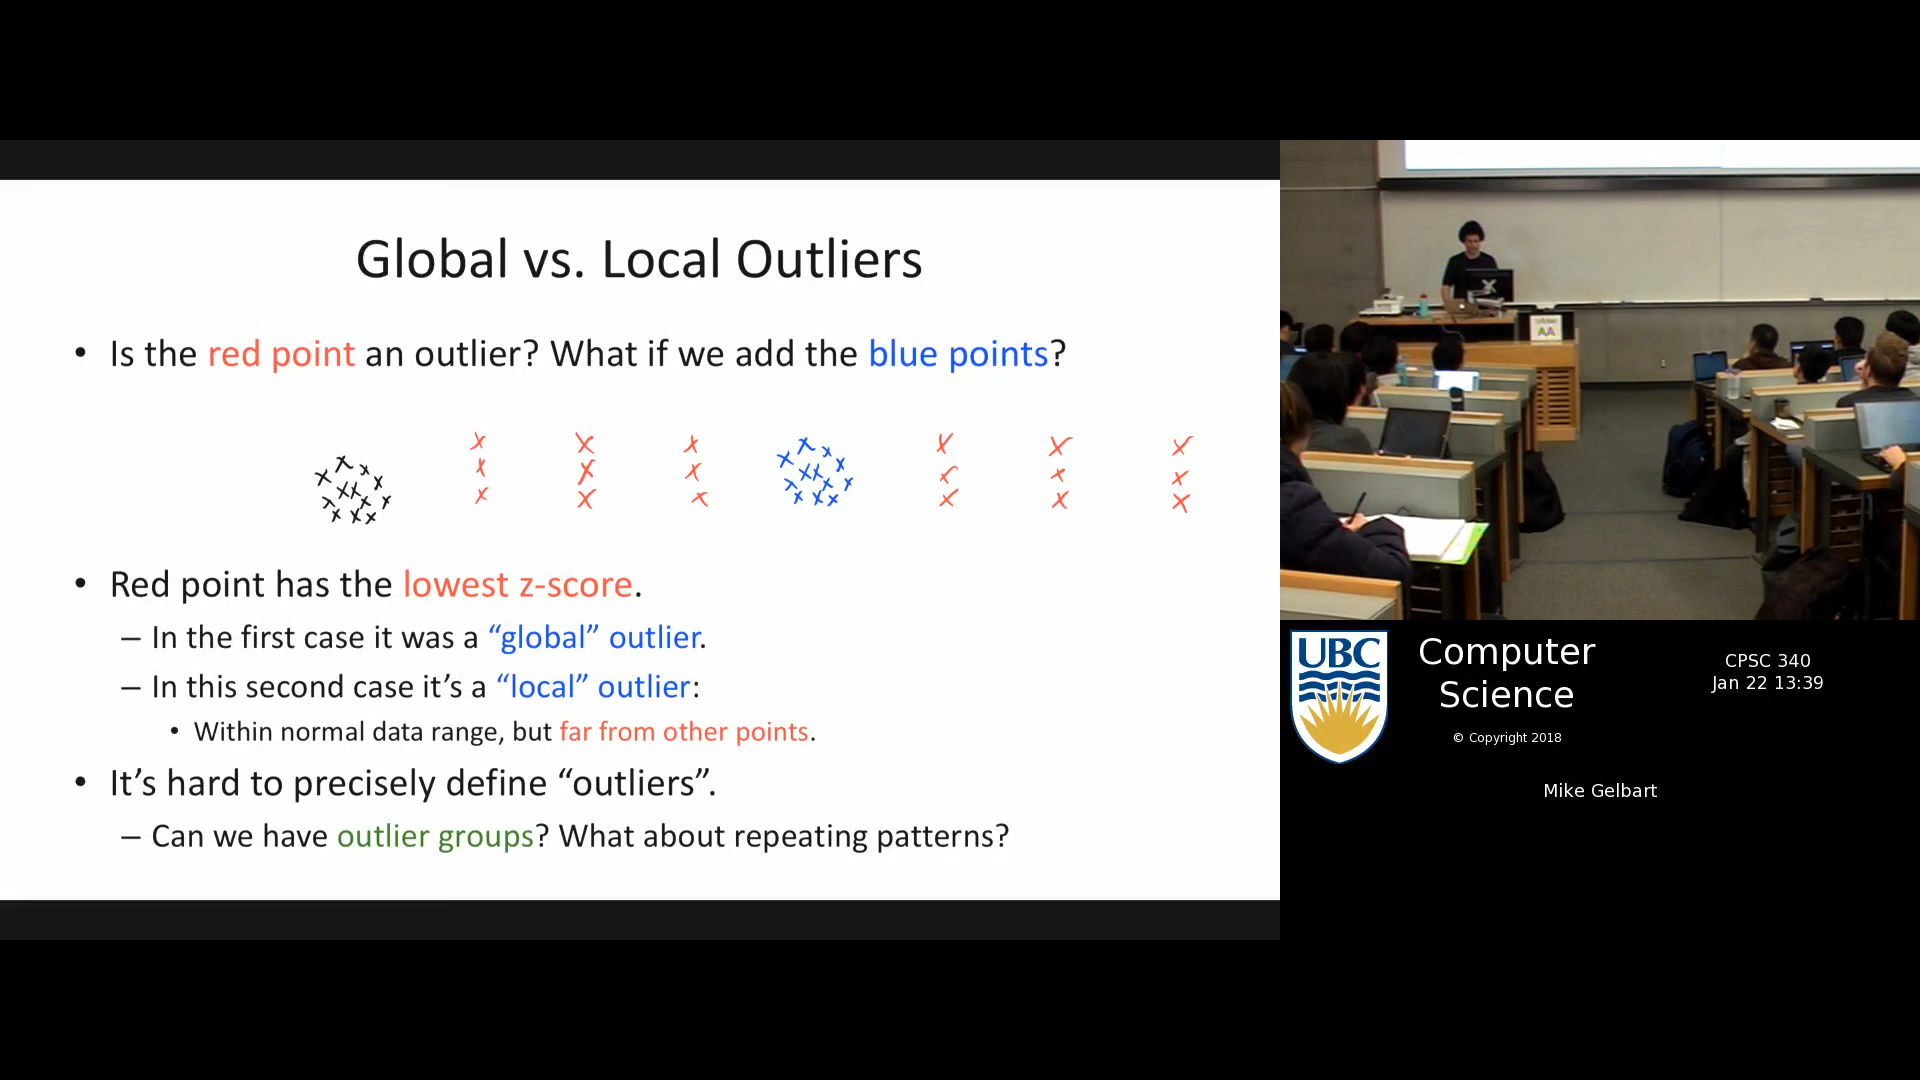 Global vs. Local Outliers
• Is the red point an outlier? What if we add the blue points?
• Red point has the lowest z-score.
– In the first case it was a “global” outlier.
– In this second case it’s a “local” outlier:
• Within normal data range, but far from other points.
• It’s hard to precisely define “outliers”.
– Can we have outlier groups? What about repeating patterns?
UBC
Computer
Science
© Copyright 2018
CPSC 340
Jan 22 13:39
Mike Gelbart